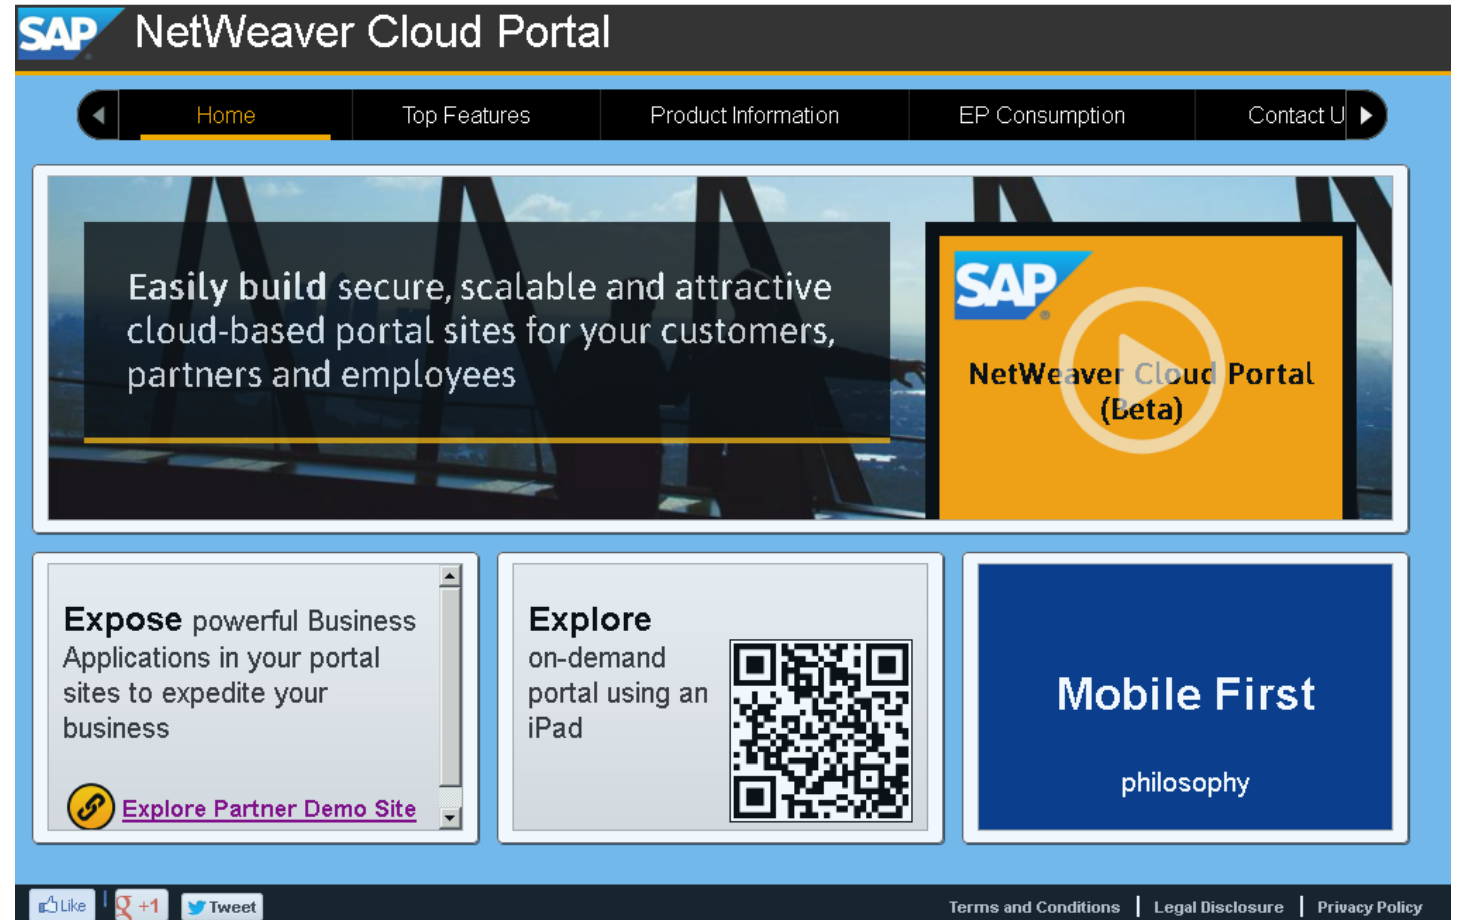 SAP NetWeaver Cloud Portal
Home Top Features Product Information EP Consumption Contact U
Easily build secure, scalable and attractive
cloud-based portal sites for your customers,
partners and employees
SAP
NetWeaver Cloud Portal
(Beta)
Expose powerful Business
Applications in your portal
sites to expedite your
business
Explore Partner Demo Site
Explore
on-demand
portal using an
iPad
Mobile First
philosophy
Like +1 Tweet
Terms and Conditions | Legal Disclosure | Privacy Policy